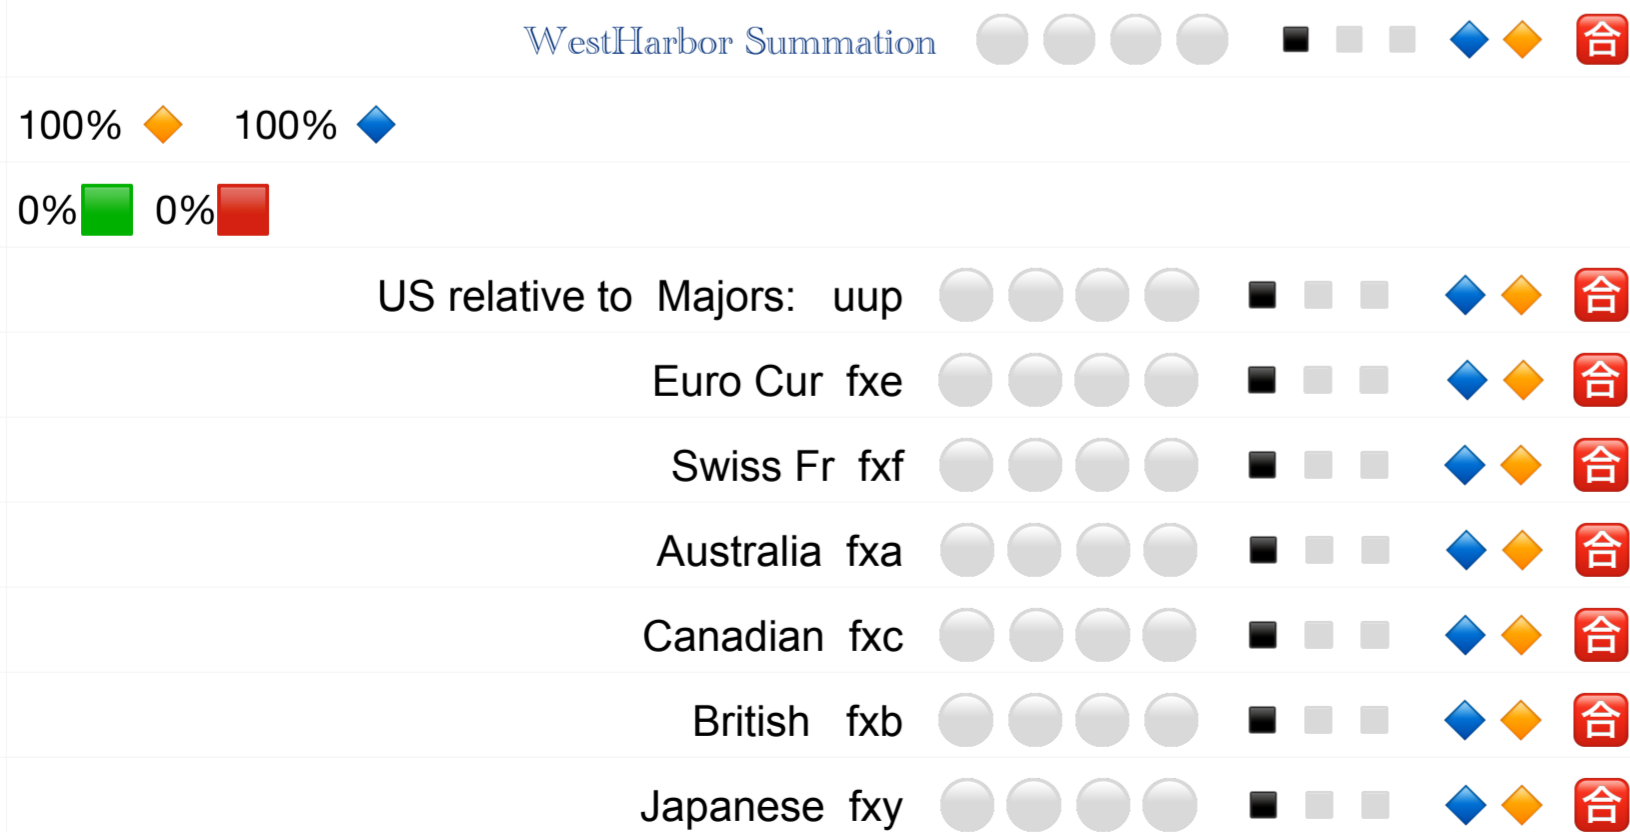 WestHarbor Summation 合
100% 100%
0% 0%
US relative to Majors: uup 合
Euro Cur fxe 合
Swiss Fr fxf 合
Australia fxa 合
Canadian fxc 合
British fxb 合
Japanese fxy 合